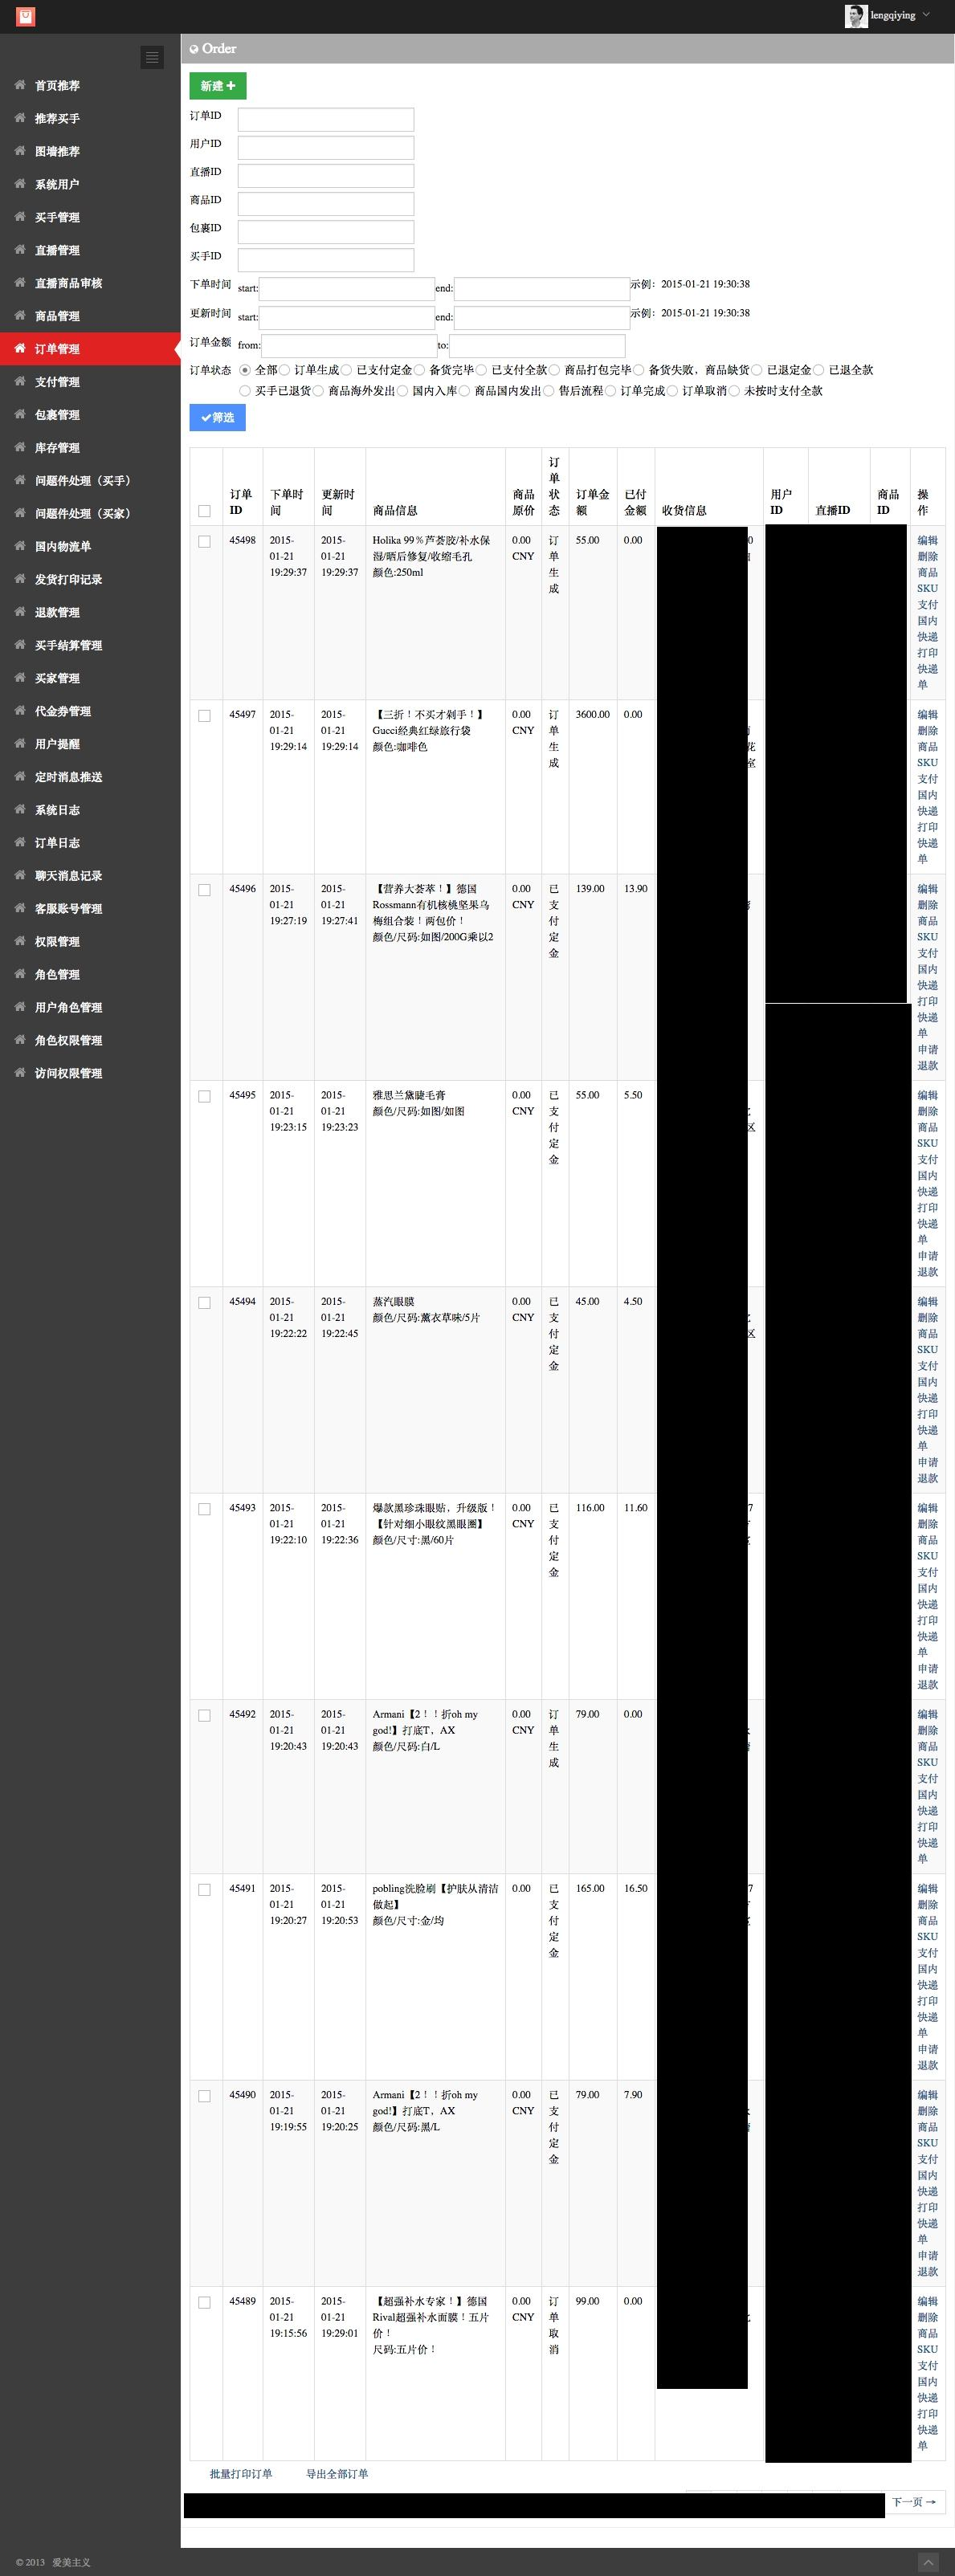 lengqiying
首页推荐
推荐买手
图墙推荐
系统用户
买手管理
直播管理
直播商品审核
商品管理
订单管理
支付管理
包裹管理
库存管理
问题件处理（买手）
问题件处理（买家）
国内物流单
发货打印记录
退款管理
买手结算管理
买家管理
代金券管理
用户提醒
定时消息推送
系统日志
订单日志
聊天消息记录
客服账号管理
权限管理
角色管理
用户角色管理
角色权限管理
访问权限管理
Order
新建
订单ID
用户ID
直播ID
商品ID
包裹ID
买手ID
下单时间 start: end: 示例：2015-01-21 19:30:38
更新时间 start: end: 示例：2015-01-21 19:30:38
订单金额 from: to:
订单状态 全部 订单生成 已支付定金 备货完毕 已支付全款 商品打包完毕 备货失败，商品缺货 已退定金 已退全款
买手已退货 商品海外发出 国内入库 商品国内发出 售后流程 订单完成 订单取消 未按时支付全款
筛选
订单ID 下单时间 更新时间 商品信息 商品原价 订单状态 订单金额 已付金额 收货信息 用户ID 直播ID 商品ID 操作
45498
2015-01-21 19:29:37
2015-01-21 19:29:37
Holika 99％芦荟胶/补水保
湿/晒后修复/收缩毛孔
颜色:250ml
0.00 CNY
订单生成
55.00
0.00
编辑
删除
商品
SKU
支付
国内
快递
打印
快递
单
45497
2015-01-21 19:29:14
2015-01-21 19:29:14
【三折！不买才剁手！】
Gucci经典红绿旅行袋
颜色:咖啡色
0.00 CNY
订单生成
3600.00
0.00
花
室
编辑
删除
商品
SKU
支付
国内
快递
打印
快递
单
45496
2015-01-21 19:27:19
2015-01-21 19:27:41
【营养大荟萃！】德国
Rossmann有机核桃坚果乌
梅组合装！两包价！
颜色/尺码:如图/200G乘以2
0.00 CNY
已支付定金
139.00
13.90
编辑
删除
商品
SKU
支付
国内
快递
打印
快递
单
申请
退款
45495
2015-01-21 19:23:15
2015-01-21 19:23:23
雅思兰黛睫毛膏
颜色/尺码:如图/如图
0.00 CNY
已支付定金
55.00
5.50
区
编辑
删除
商品
SKU
支付
国内
快递
打印
快递
单
申请
退款
45494
2015-01-21 19:22:22
2015-01-21 19:22:45
蒸汽眼膜
颜色/尺码:薰衣草味/5片
0.00 CNY
已支付定金
45.00
4.50
区
编辑
删除
商品
SKU
支付
国内
快递
打印
快递
单
申请
退款
45493
2015-01-21 19:22:10
2015-01-21 19:22:36
爆款黑珍珠眼贴，升级版！
【针对细小眼纹黑眼圈】
颜色/尺寸:黑/60片
0.00 CNY
已支付定金
116.00
11.60
7
编辑
删除
商品
SKU
支付
国内
快递
打印
快递
单
申请
退款
45492
2015-01-21 19:20:43
2015-01-21 19:20:43
Armani【2！！折oh my
god!】打底T，AX
颜色/尺码:白/L
0.00 CNY
订单生成
79.00
0.00
编辑
删除
商品
SKU
支付
国内
快递
打印
快递
单
45491
2015-01-21 19:20:27
2015-01-21 19:20:53
pobling洗脸刷【护肤从清洁
做起】
颜色/尺寸:金/均
0.00
已支付定金
165.00
16.50
7
编辑
删除
商品
SKU
支付
国内
快递
打印
快递
单
申请
退款
45490
2015-01-21 19:19:55
2015-01-21 19:20:25
Armani【2！！折oh my
god!】打底T，AX
颜色/尺码:黑/L
0.00 CNY
已支付定金
79.00
7.90
编辑
删除
商品
SKU
支付
国内
快递
打印
快递
单
申请
退款
45489
2015-01-21 19:15:56
2015-01-21 19:29:01
【超强补水专家！】德国
Rival超强补水面膜！五片
价！
尺码:五片价！
0.00 CNY
订单取消
99.00
0.00
编辑
删除
商品
SKU
支付
国内
快递
打印
快递
单
批量打印订单 导出全部订单
下一页 →
© 2013 爱美主义